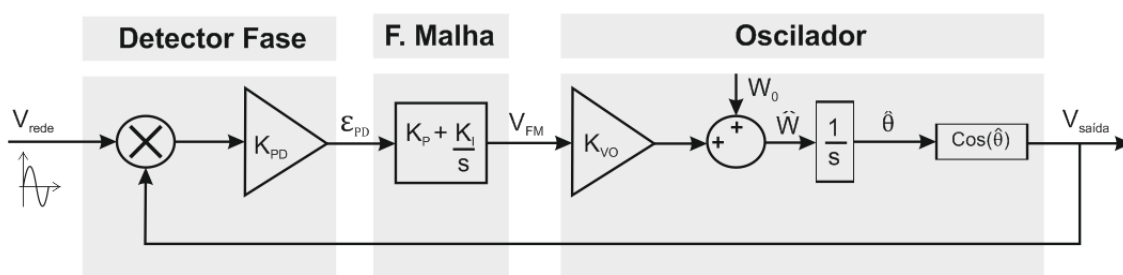 Detector Fase
F. Malha
Oscilador
V_rede
K_PD
ε_PD
K_P + K_I
s
V_FM
K_VO
W_0
+
+
Ŵ
1
s
θ̂
Cos(θ̂)
V_saída